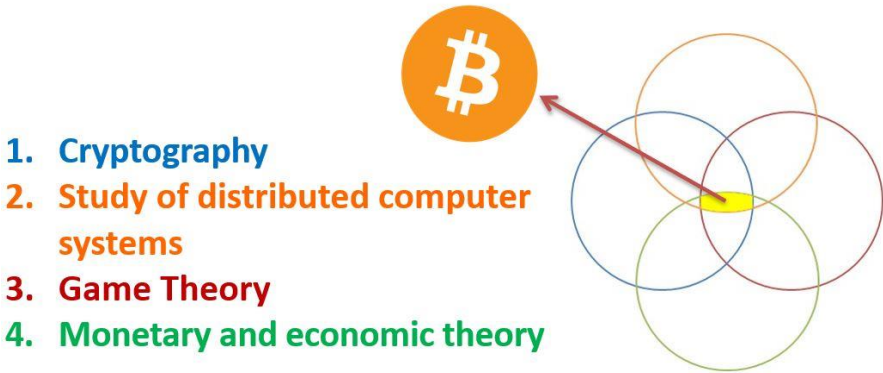 1. Cryptography
2. Study of distributed computer
systems
3. Game Theory
4. Monetary and economic theory